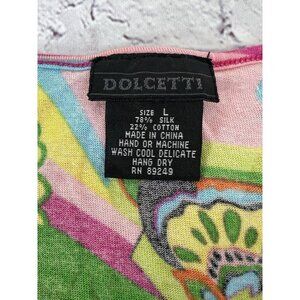 DOLCETTI
SIZE L
78% SILK
22% COTTON
MADE IN CHINA
HAND OR MACHINE
WASH COOL DELICATE
HANG DRY
RN 89249